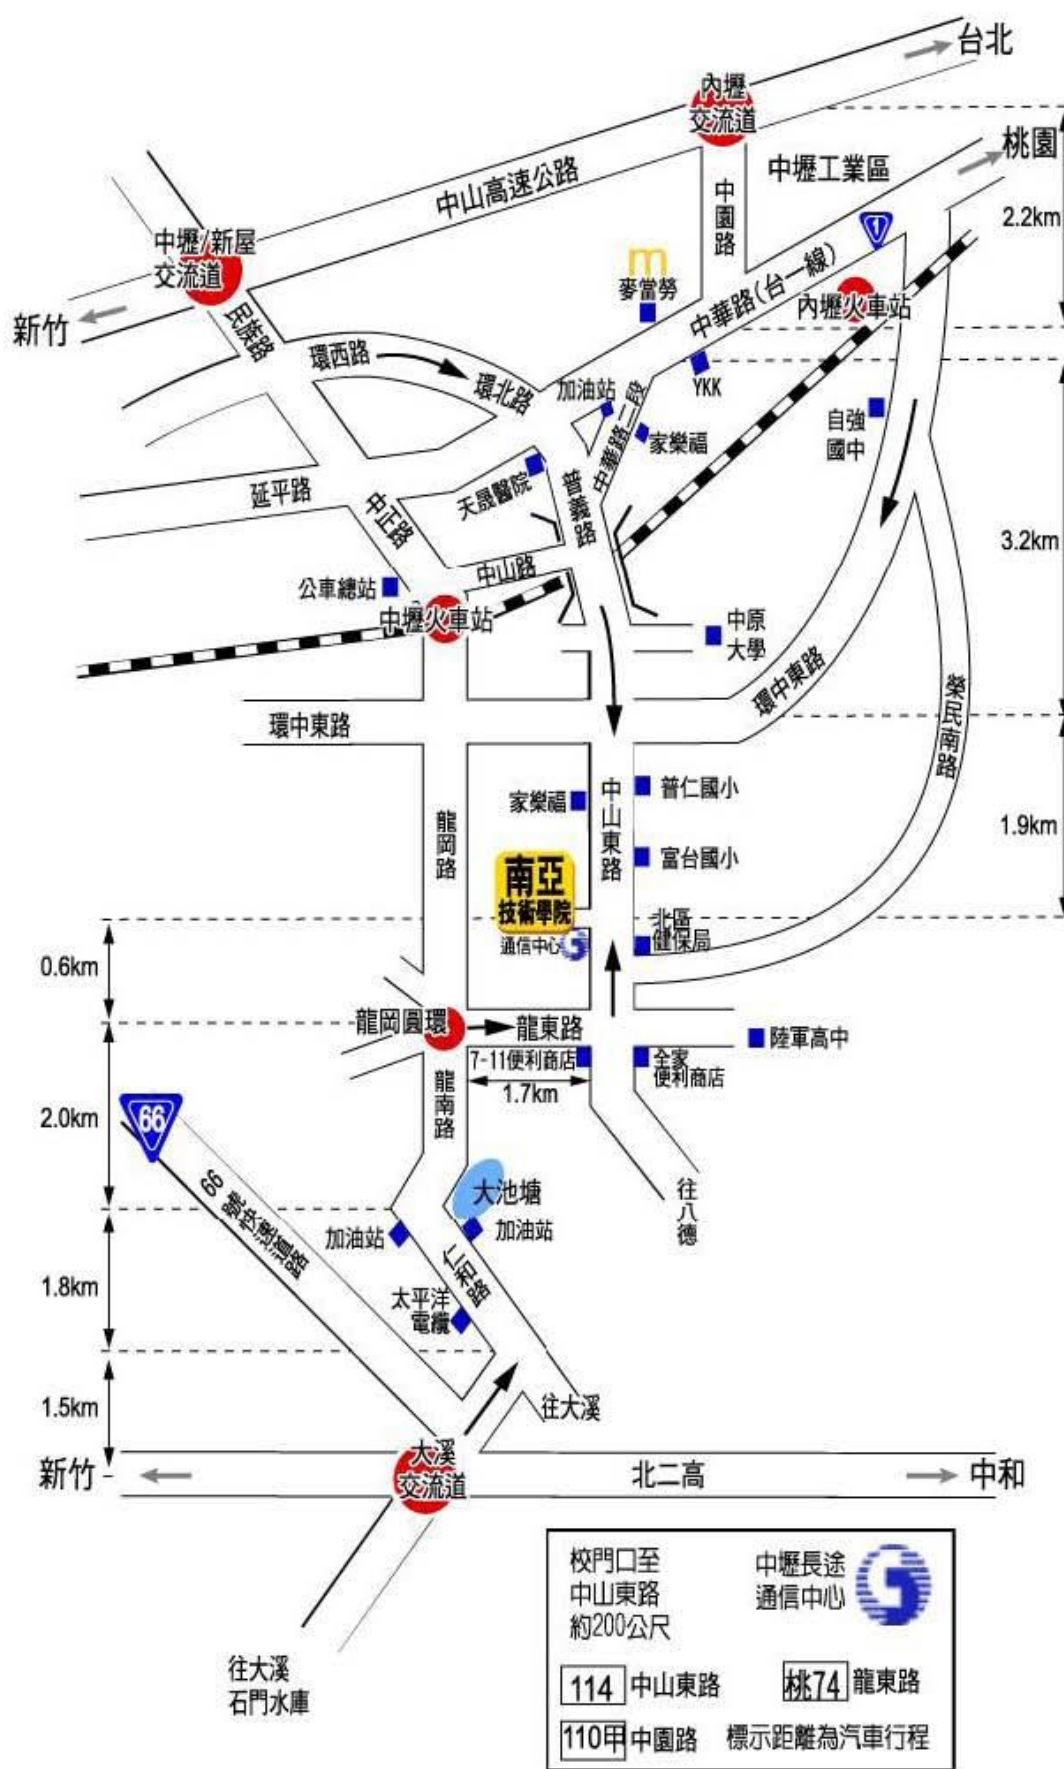 台北
內壢
交流道
桃園
中山高速公路
中園路
中壢工業區
2.2km
1
中壢/新屋
交流道
m
麥當勞
中華路(台一線)
內壢火車站
新竹
民族路
環西路
環北路
加油站
中華路二段
YKK
家樂福
自強
國中
延平路
中正路
天晟醫院
普義路
3.2km
中山路
公車總站
中壢火車站
中原
大學
環中東路
環中東路
榮民南路
家樂福
中山東路
普仁國小
1.9km
龍岡路
富台國小
南亞
技術學院
北區
健保局
通信中心
0.6km
龍岡圓環
龍東路
陸軍高中
7-11便利商店
全家
便利商店
1.7km
龍南路
2.0km
66
66號快速道路
大池塘
往八德
加油站
加油站
仁和路
1.8km
太平洋
電纜
1.5km
往大溪
新竹
大溪
交流道
北二高
中和
校門口至
中山東路
約200公尺
中壢長途
通信中心
往大溪
石門水庫
114 中山東路
桃74 龍東路
110甲 中園路
標示距離為汽車行程